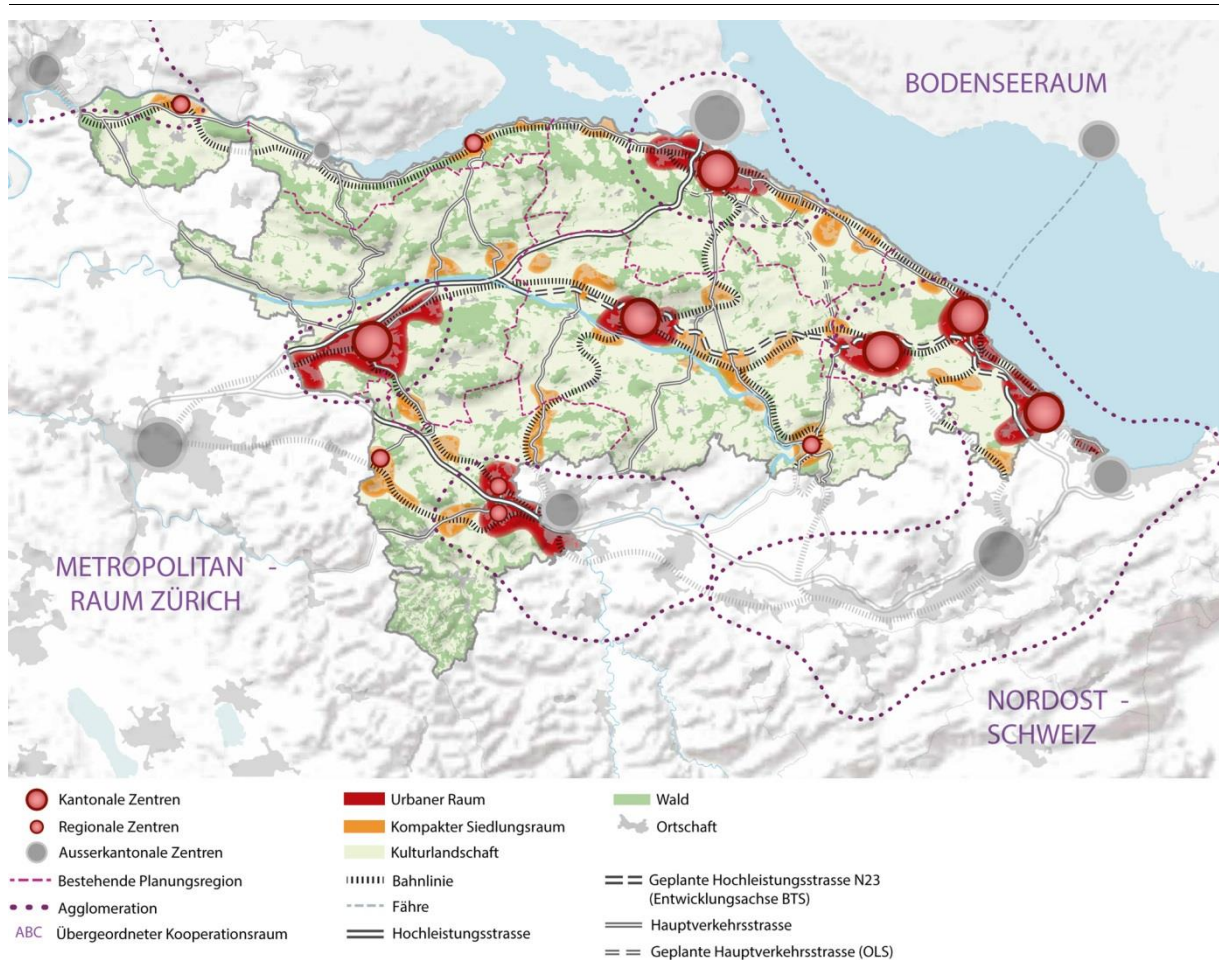 BODENSEERAUM
METROPOLITAN -
RAUM ZÜRICH
NORDOST -
SCHWEIZ
Kantonale Zentren
Regionale Zentren
Ausserkantonale Zentren
Bestehende Planungsregion
Agglomeration
ABC Übergeordneter Kooperationsraum
Urbaner Raum
Kompakter Siedlungsraum
Kulturlandschaft
Bahnlinie
Fähre
Hochleistungsstrasse
Wald
Ortschaft
Geplante Hochleistungsstrasse N23
(Entwicklungsachse BTS)
Hauptverkehrsstrasse
Geplante Hauptverkehrsstrasse (OLS)